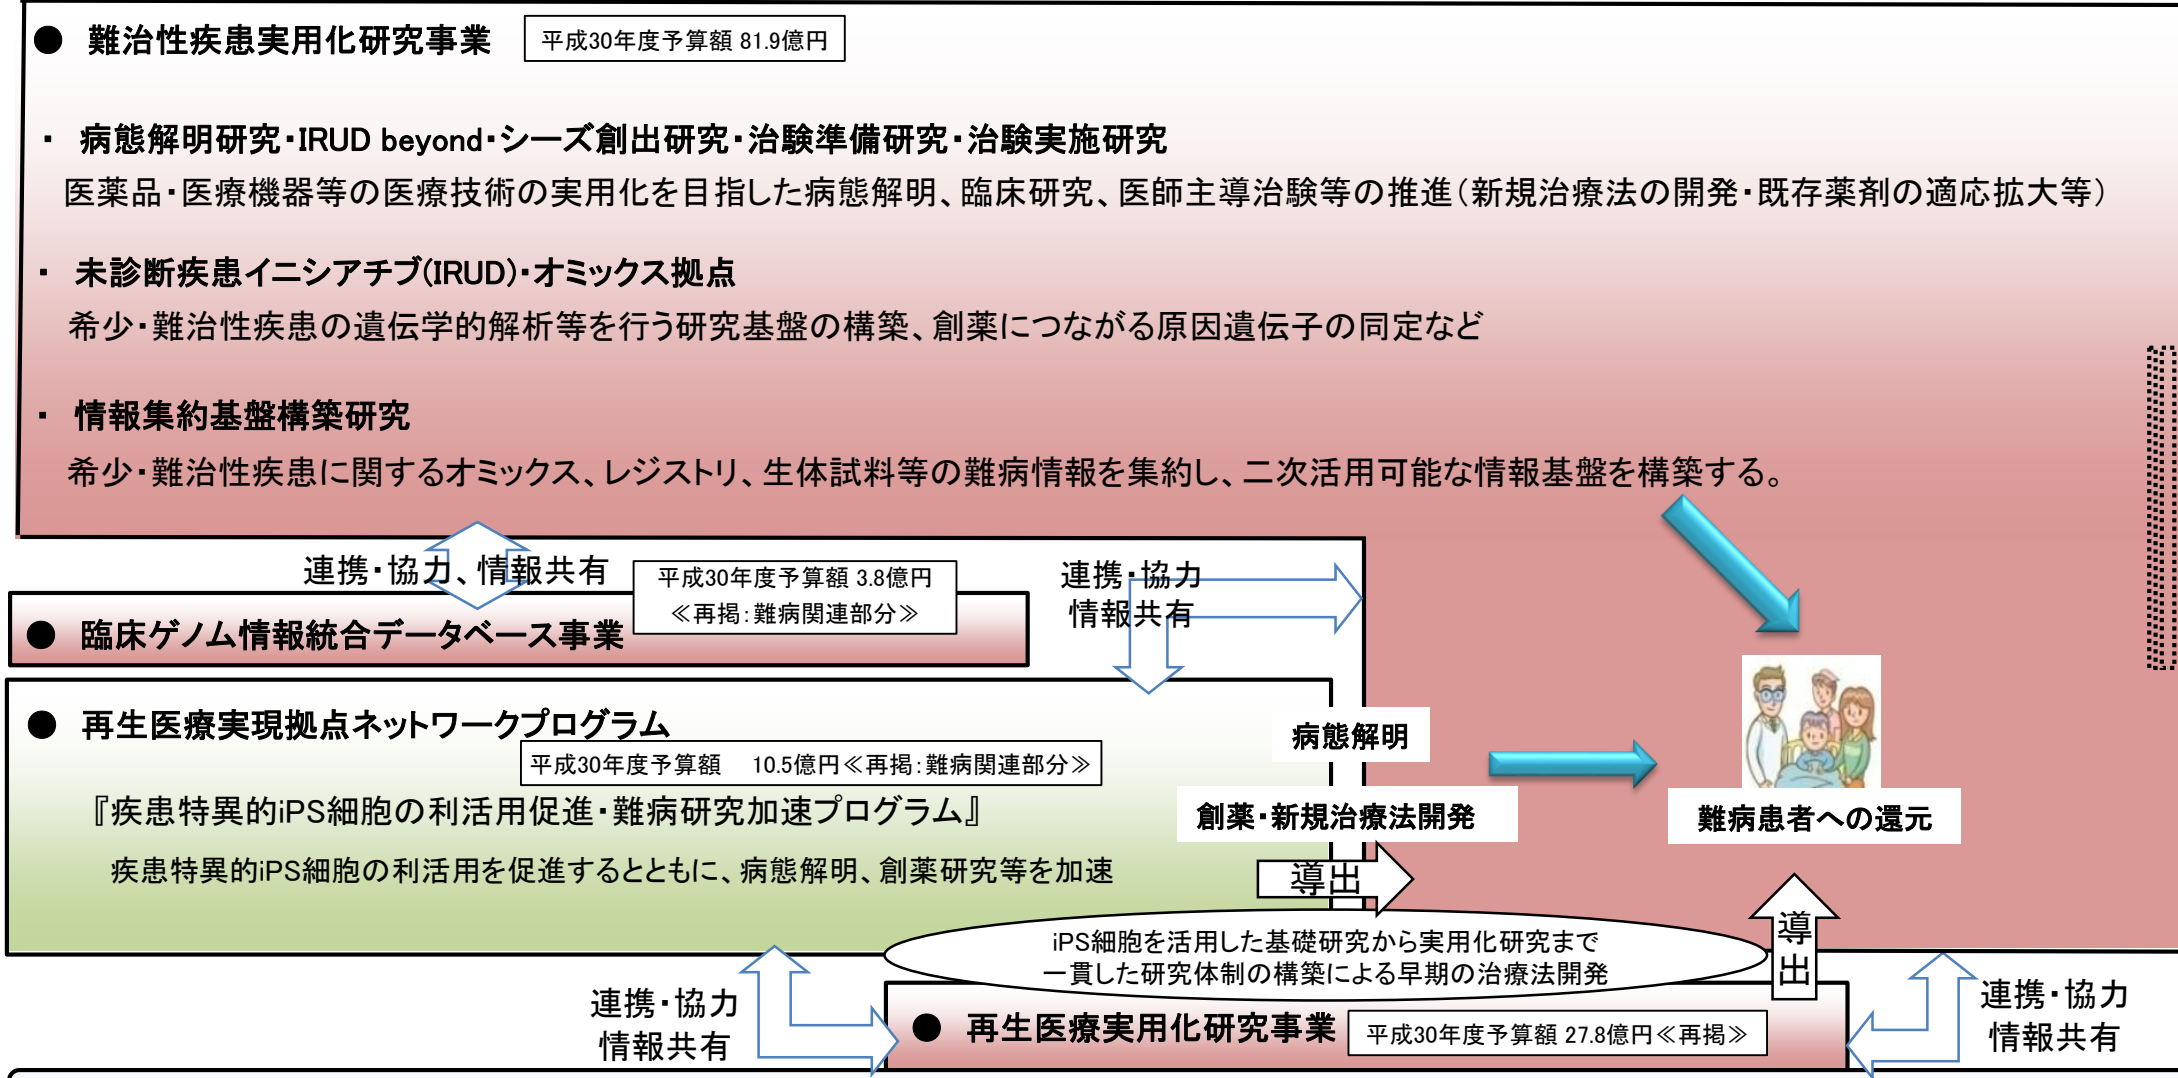 ● 難治性疾患実用化研究事業
平成30年度予算額 81.9億円
・ 病態解明研究・IRUD beyond・シーズ創出研究・治験準備研究・治験実施研究
医薬品・医療機器等の医療技術の実用化を目指した病態解明、臨床研究、医師主導治験等の推進（新規治療法の開発・既存薬剤の適応拡大等）
・ 未診断疾患イニシアチブ(IRUD)・オミックス拠点
希少・難治性疾患の遺伝学的解析等を行う研究基盤の構築、創薬につながる原因遺伝子の同定など
・ 情報集約基盤構築研究
希少・難治性疾患に関するオミックス、レジストリ、生体試料等の難病情報を集約し、二次活用可能な情報基盤を構築する。
連携・協力、情報共有
平成30年度予算額 3.8億円
≪再掲：難病関連部分≫
連携・協力
情報共有
● 臨床ゲノム情報統合データベース事業
● 再生医療実現拠点ネットワークプログラム
平成30年度予算額 10.5億円≪再掲：難病関連部分≫
『疾患特異的iPS細胞の利活用促進・難病研究加速プログラム』
疾患特異的iPS細胞の利活用を促進するとともに、病態解明、創薬研究等を加速
病態解明
創薬・新規治療法開発
導出
難病患者への還元
導出
iPS細胞を活用した基礎研究から実用化研究まで
一貫した研究体制の構築による早期の治療法開発
連携・協力
情報共有
● 再生医療実用化研究事業
平成30年度予算額 27.8億円≪再掲≫
連携・協力
情報共有